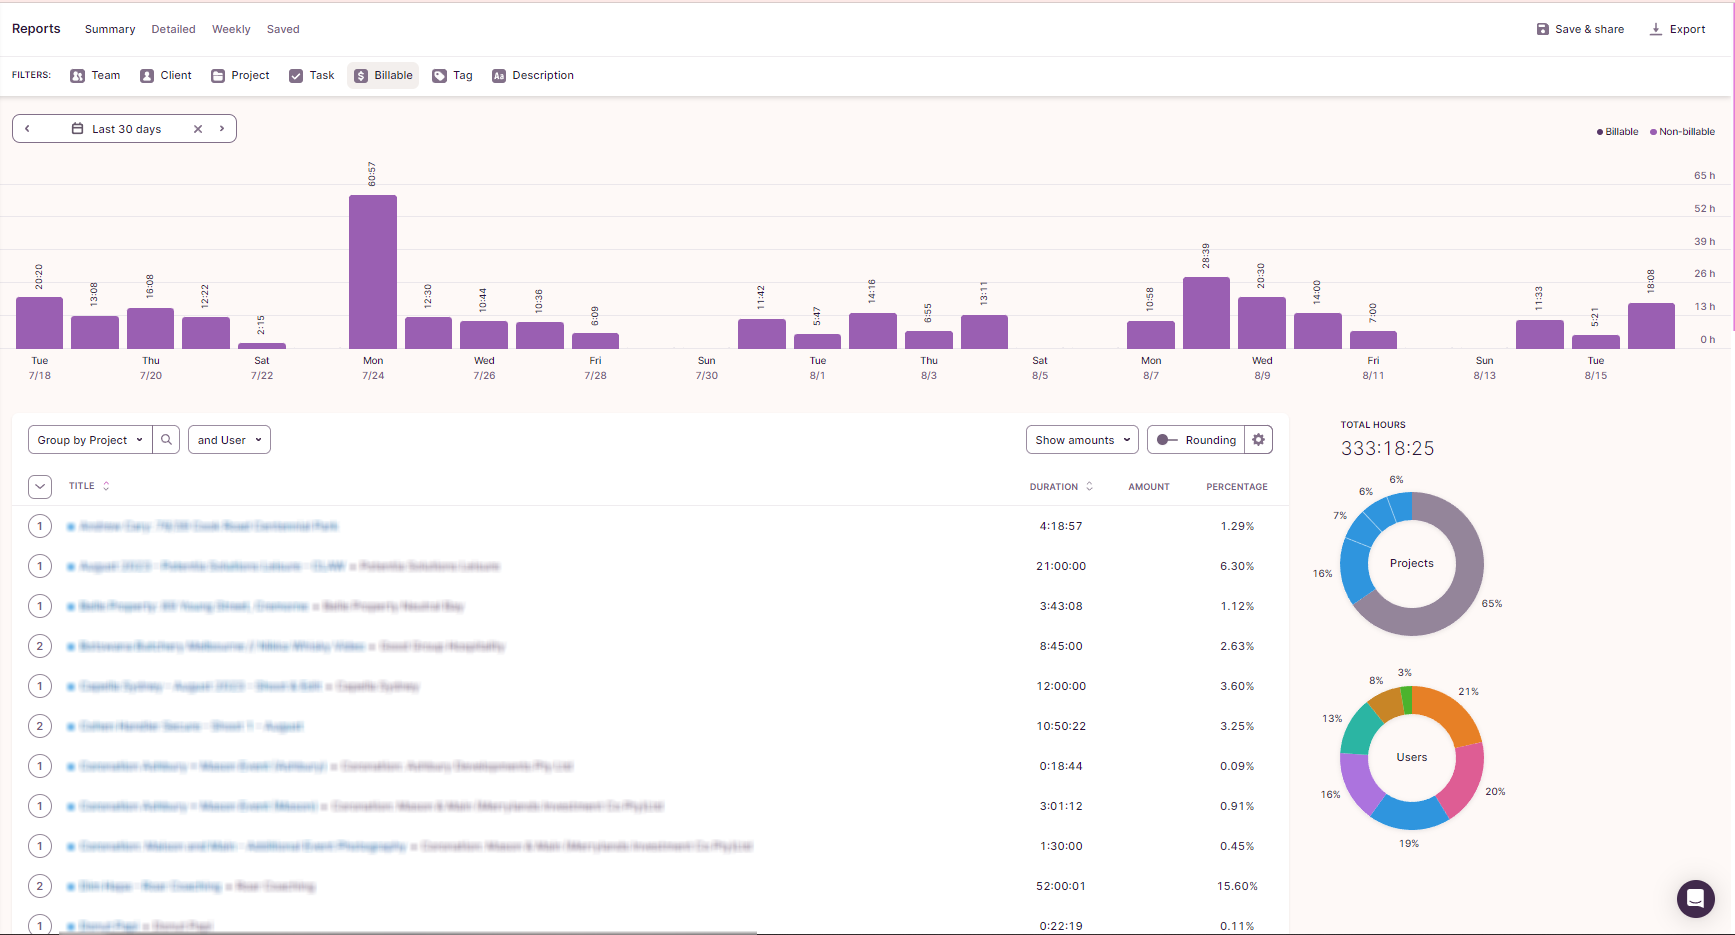 Reports Summary Detailed Weekly Saved Save & share Export
FILTERS: Team Client Project Task Billable Tag Description
Last 30 days
Billable Non-billable
65 h
52 h
39 h
26 h
13 h
0 h
20:20 13:08 16:08 12:22 2:15 60:57 12:30 10:44 10:36 6:09 11:42 5:47 14:16 6:55 13:11 10:58 28:39 20:30 14:00 7:00 11:33 5:21 18:08
Tue Thu Sat Mon Wed Fri Sun Tue Thu Sat Mon Wed Fri Sun Tue
7/18 7/20 7/22 7/24 7/26 7/28 7/30 8/1 8/3 8/5 8/7 8/9 8/11 8/13 8/15
Group by Project and User Show amounts Rounding
TITLE DURATION AMOUNT PERCENTAGE
1 4:18:57 1.29%
1 21:00:00 6.30%
1 3:43:08 1.12%
2 8:45:00 2.63%
1 12:00:00 3.60%
2 10:50:22 3.25%
1 0:18:44 0.09%
1 3:01:12 0.91%
1 1:30:00 0.45%
2 52:00:01 15.60%
1 0:22:19 0.11%
TOTAL HOURS
333:18:25
6%
6%
7%
16%
Projects
65%
3%
8%
21%
13%
Users
16%
20%
19%